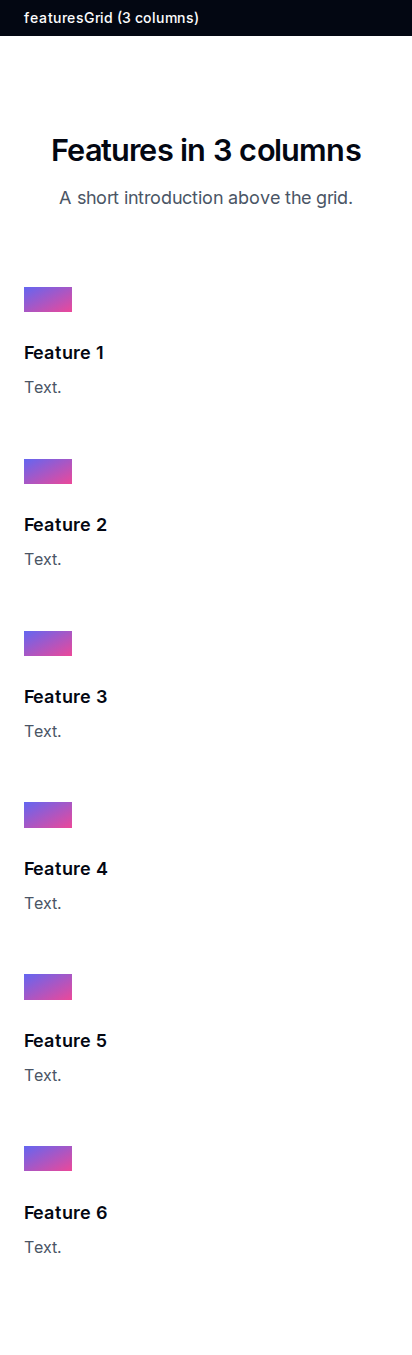 featuresGrid (3 columns)
Features in 3 columns
A short introduction above the grid.
Feature 1
Text.
Feature 2
Text.
Feature 3
Text.
Feature 4
Text.
Feature 5
Text.
Feature 6
Text.